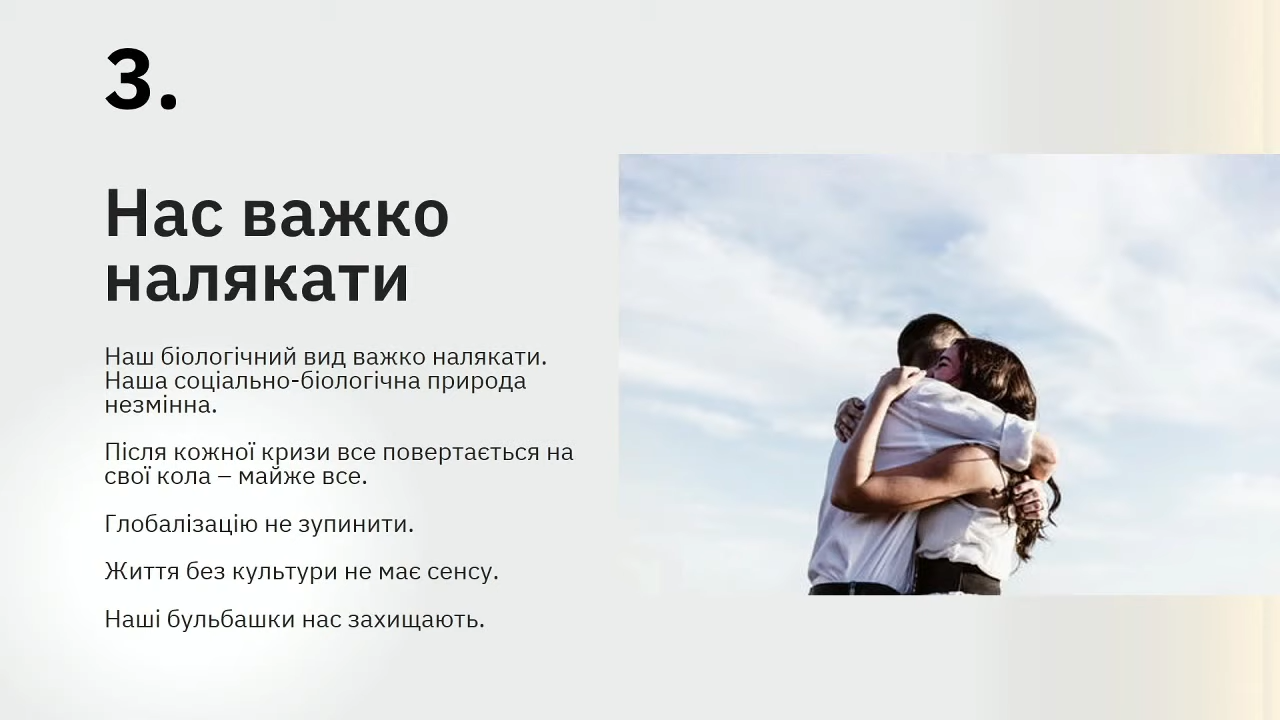 3.
Нас важко
налякати
Наш біологічний вид важко налякати.
Наша соціально-біологічна природа
незмінна.
Після кожної кризи все повертається на
свої кола – майже все.
Глобалізацію не зупинити.
Життя без культури не має сенсу.
Наші бульбашки нас захищають.